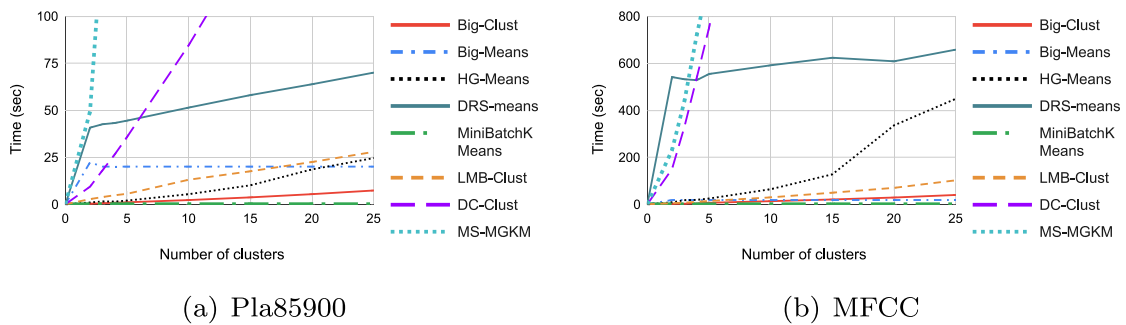 100
75
50
25
0
Time (sec)
0
5
10
15
20
25
Number of clusters
Big-Clust
Big-Means
HG-Means
DRS-means
MiniBatchK
Means
LMB-Clust
DC-Clust
MS-MGKM
(a) Pla85900
800
600
400
200
0
Time (sec)
0
5
10
15
20
25
Number of clusters
Big-Clust
Big-Means
HG-Means
DRS-means
MiniBatchK
Means
LMB-Clust
DC-Clust
MS-MGKM
(b) MFCC